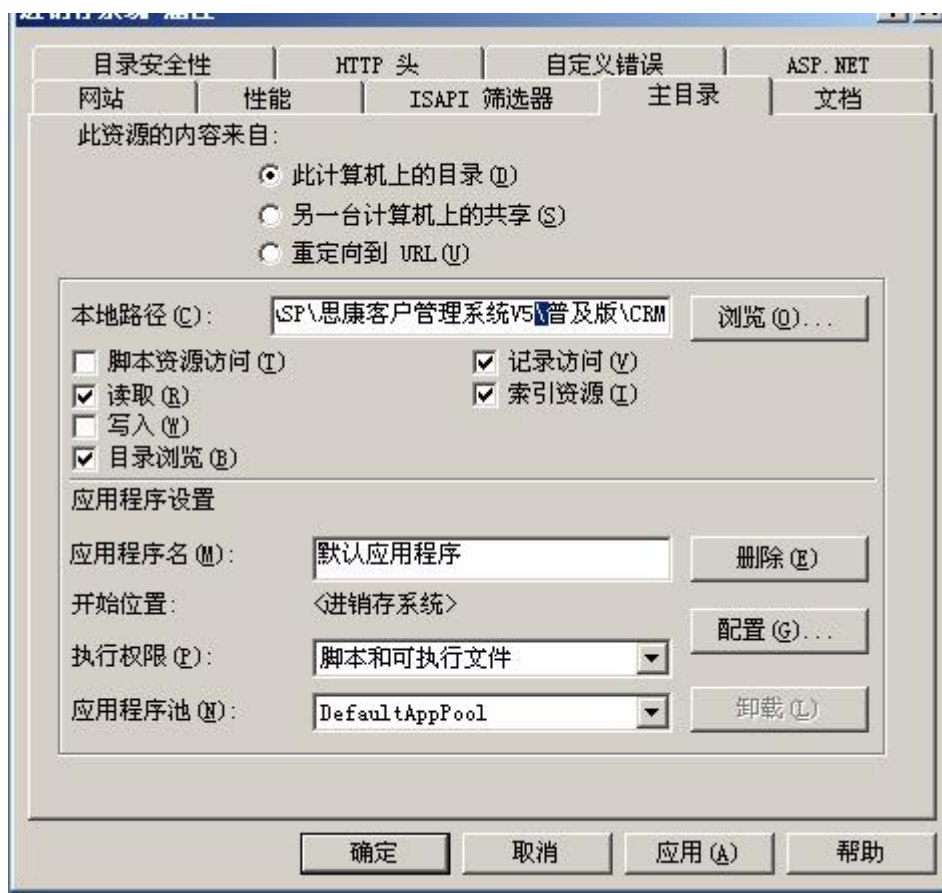 进销存系统 属性
目录安全性 HTTP 头 自定义错误 ASP.NET
网站 性能 ISAPI 筛选器 主目录 文档
此资源的内容来自:
此计算机上的目录(D)
另一台计算机上的共享(S)
重定向到 URL(U)
本地路径(C): \SP\思康客户管理系统V5\普及版\CRM 浏览(O)...
脚本资源访问(T) 记录访问(V)
读取(R) 索引资源(I)
写入(W)
目录浏览(B)
应用程序设置
应用程序名(M): 默认应用程序 删除(E)
开始位置: <进销存系统>
配置(G)...
执行权限(P): 脚本和可执行文件
应用程序池(N): DefaultAppPool 卸载(L)
确定 取消 应用(A) 帮助